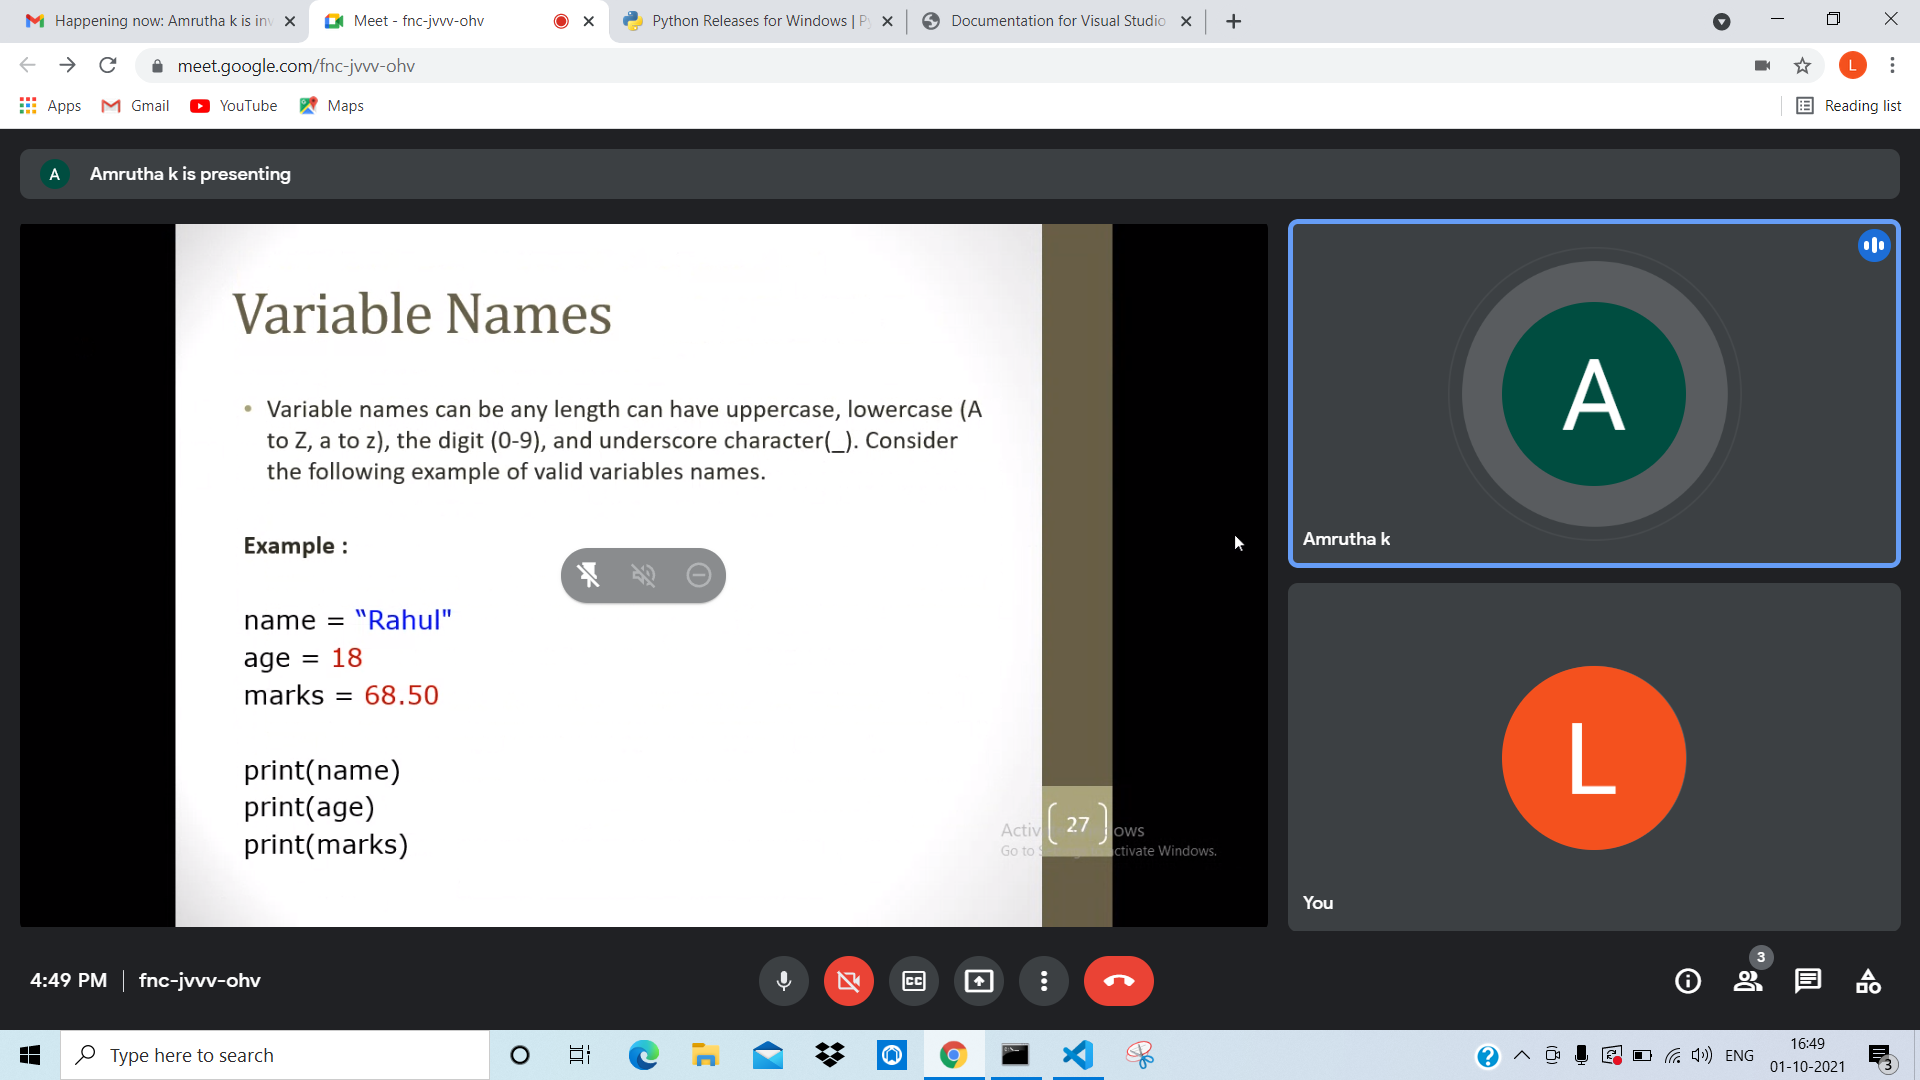 Happening now: Amrutha k is inv
Meet - fnc-jvvv-ohv
Python Releases for Windows | Py
Documentation for Visual Studio
meet.google.com/fnc-jvvv-ohv
L
Apps
Gmail
YouTube
Maps
Reading list
A
Amrutha k is presenting
Variable Names
• Variable names can be any length can have uppercase, lowercase (A
to Z, a to z), the digit (0-9), and underscore character(_). Consider
the following example of valid variables names.
Example :
name = “Rahul"
age = 18
marks = 68.50
print(name)
print(age)
print(marks)
27
Activ ows
Go to S ctivate Windows.
A
Amrutha k
L
You
4:49 PM | fnc-jvvv-ohv
CC
3
Type here to search
ENG
16:49
01-10-2021
3